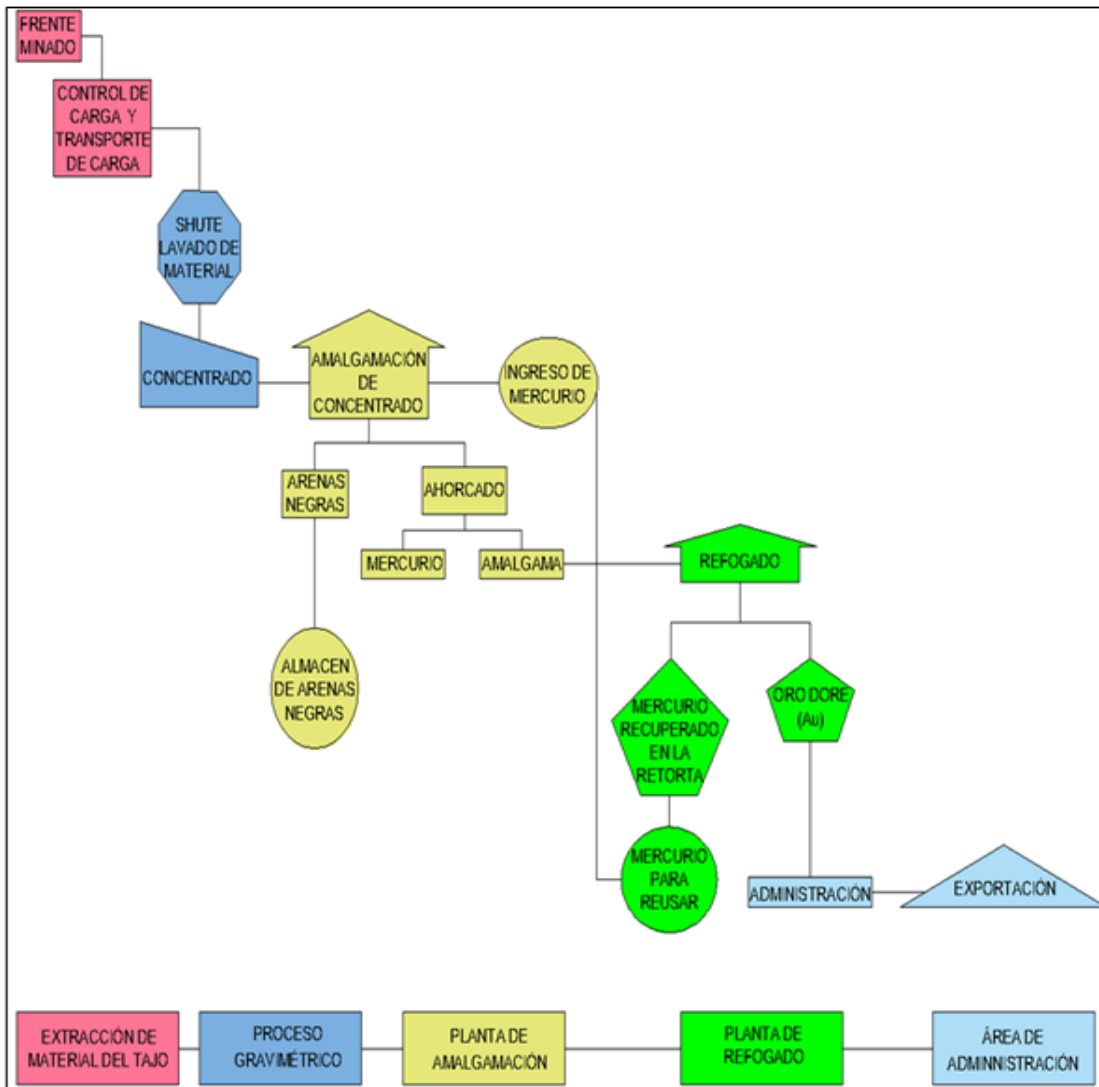 FRENTE
MINADO
CONTROL DE
CARGA Y
TRANSPORTE
DE CARGA
SHUTE
LAVADO DE
MATERIAL
CONCENTRADO
AMALGAMACIÓN
DE
CONCENTRADO
INGRESO DE
MERCURIO
ARENAS
NEGRAS
AHORCADO
MERCURIO
AMALGAMA
REFOGADO
ALMACEN
DE ARENAS
NEGRAS
MERCURIO
RECUPERADO
EN LA
RETORTA
ORO DORE
(Au)
MERCURIO
PARA
REUSAR
ADMINISTRACIÓN
EXPORTACIÓN
EXTRACCIÓN DE
MATERIAL DEL TAJO
PROCESO
GRAVIMÉTRICO
PLANTA DE
AMALGAMACIÓN
PLANTA DE
REFOGADO
ÁREA DE
ADMINNISTRACIÓN